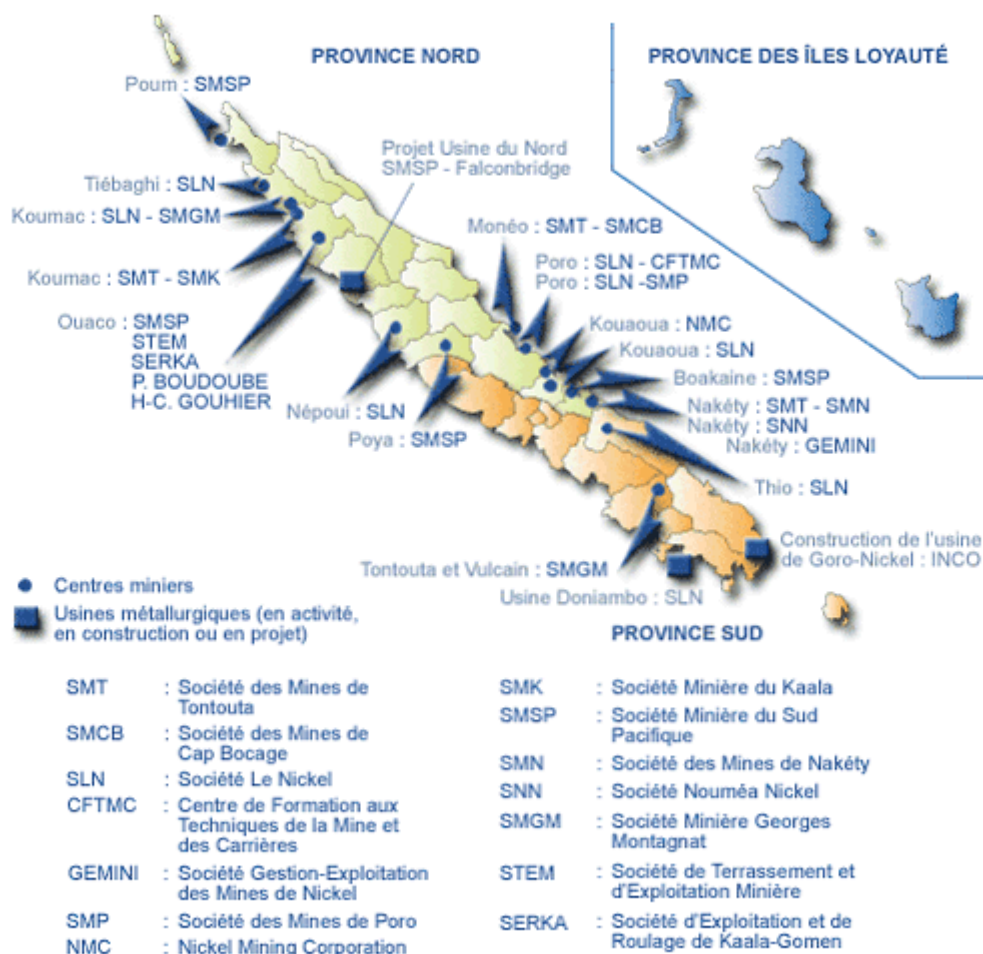 PROVINCE NORD
PROVINCE DES ÎLES LOYAUTÉ
Poum : SMSP
Projet Usine du Nord
SMSP - Falconbridge
Tiébaghi : SLN
Koumac : SLN - SMGM
Monéo : SMT - SMCB
Poro : SLN - CFTMC
Poro : SLN -SMP
Koumac : SMT - SMK
Kouaoua : NMC
Ouaco : SMSP
STEM
SERKA
P. BOUDOUBE
H-C. GOUHIER
Kouaoua : SLN
Boakaine : SMSP
Népoui : SLN
Nakéty : SMT - SMN
Nakéty : SNN
Nakéty : GEMINI
Poya : SMSP
Thio : SLN
Construction de l'usine
de Goro-Nickel : INCO
Tontouta et Vulcain : SMGM
Usine Doniambo : SLN
Centres miniers
Usines métallurgiques (en activité,
en construction ou en projet)
PROVINCE SUD
SMT : Société des Mines de
Tontouta
SMCB : Société des Mines de
Cap Bocage
SLN : Société Le Nickel
CFTMC : Centre de Formation aux
Techniques de la Mine et
des Carrières
GEMINI : Société Gestion-Exploitation
des Mines de Nickel
SMP : Société des Mines de Poro
NMC : Nickel Mining Corporation
SMK : Société Minière du Kaala
SMSP : Société Minière du Sud
Pacifique
SMN : Société des Mines de Nakéty
SNN : Société Nouméa Nickel
SMGM : Société Minière Georges
Montagnat
STEM : Société de Terrassement et
d'Exploitation Minière
SERKA : Société d'Exploitation et de
Roulage de Kaala-Gomen